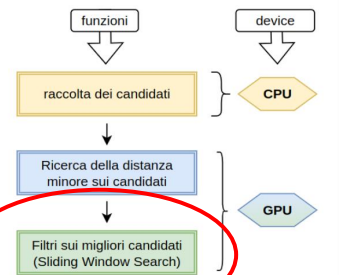 funzioni
device
raccolta dei candidati
CPU
Ricerca della distanza
minore sui candidati
GPU
Filtri sui migliori candidati
(Sliding Window Search)